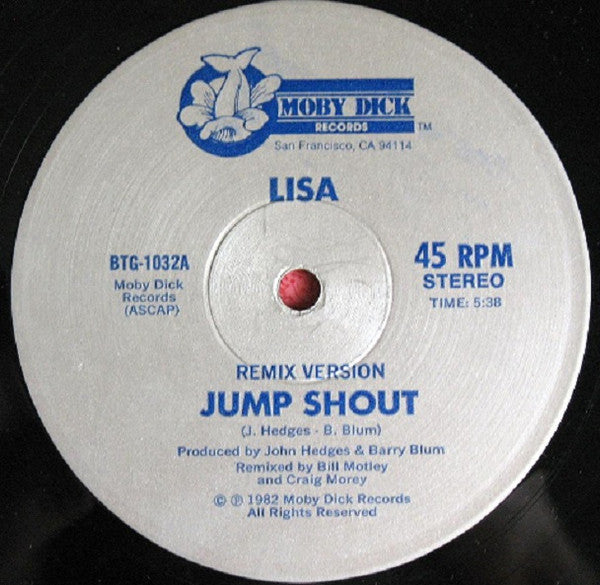 MOBY DICK
RECORDS
TM
San Francisco, CA 94114
LISA
BTG-1032A
Moby Dick
Records
(ASCAP)
45 RPM
STEREO
TIME: 5:38
REMIX VERSION
JUMP SHOUT
(J. Hedges - B. Blum)
Produced by John Hedges & Barry Blum
Remixed by Bill Motley
and Craig Morey
© ℗ 1982 Moby Dick Records
All Rights Reserved